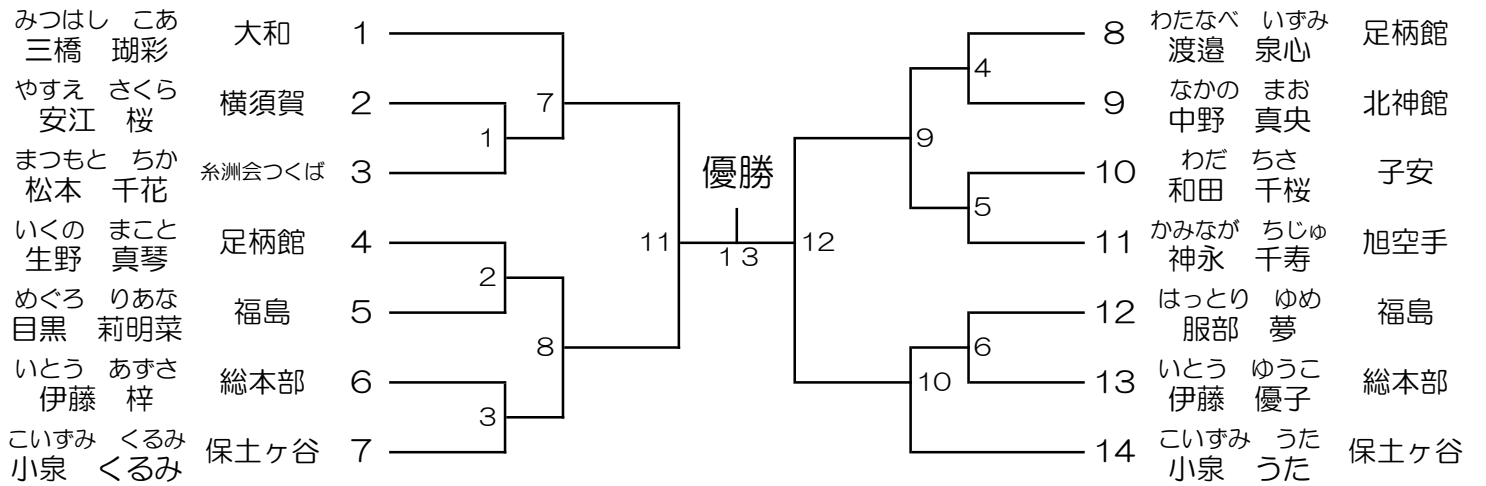 みつはし　こあ
三橋　瑚彩　大和　1
やすえ　さくら
安江　桜　横須賀　2
まつもと　ちか
松本　千花　糸洲会つくば　3
いくの　まこと
生野　真琴　足柄館　4
めぐろ　りあな
目黒　莉明菜　福島　5
いとう　あずさ
伊藤　梓　総本部　6
こいずみ　くるみ
小泉　くるみ　保土ヶ谷　7
7
1
2
8
3
11
優勝
13
12
4
9
5
6
10
わたなべ　いずみ
8　渡邉　泉心　足柄館
なかの　まお
9　中野　真央　北神館
わだ　ちさ
10　和田　千桜　子安
かみなが　ちじゅ
11　神永　千寿　旭空手
はっとり　ゆめ
12　服部　夢　福島
いとう　ゆうこ
13　伊藤　優子　総本部
こいずみ　うた
14　小泉　うた　保土ヶ谷